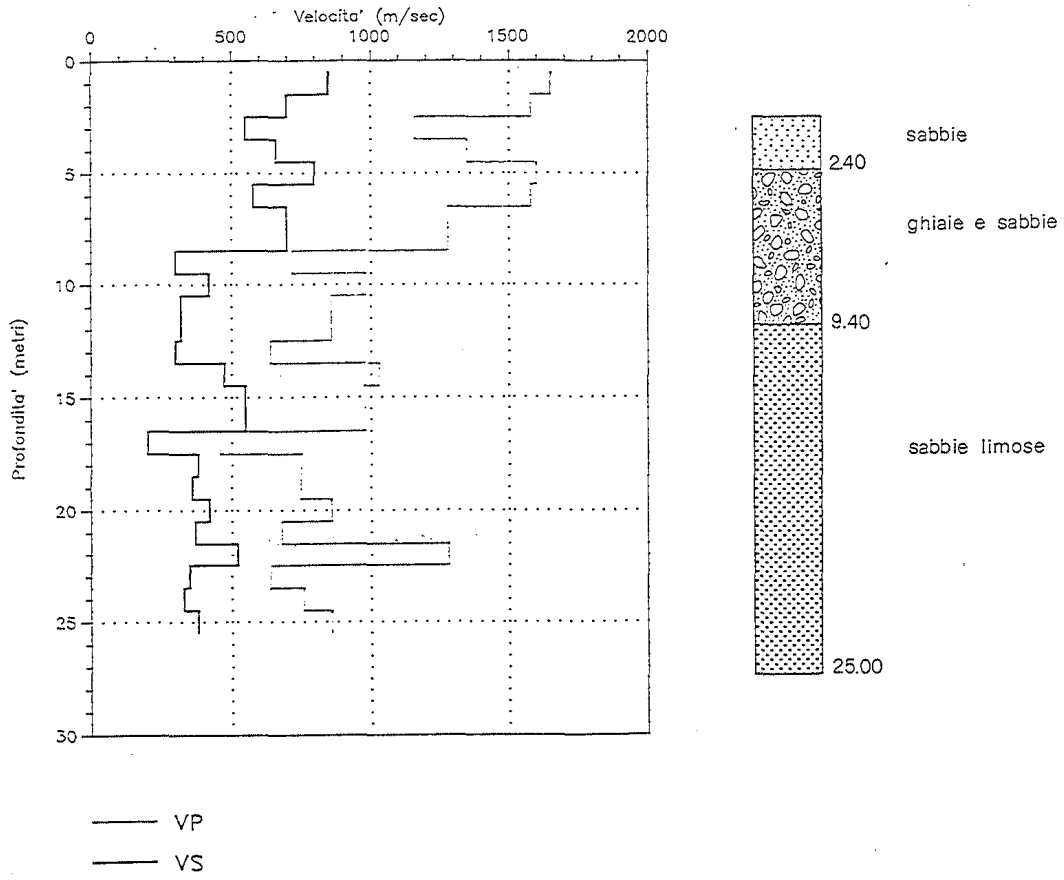 Velocita' (m/sec)
0 500 1000 1500 2000
0
5
10
15
20
25
30
Profondita' (metri)
sabbie
2.40
ghiaie e sabbie
9.40
sabbie limose
25.00
VP
VS